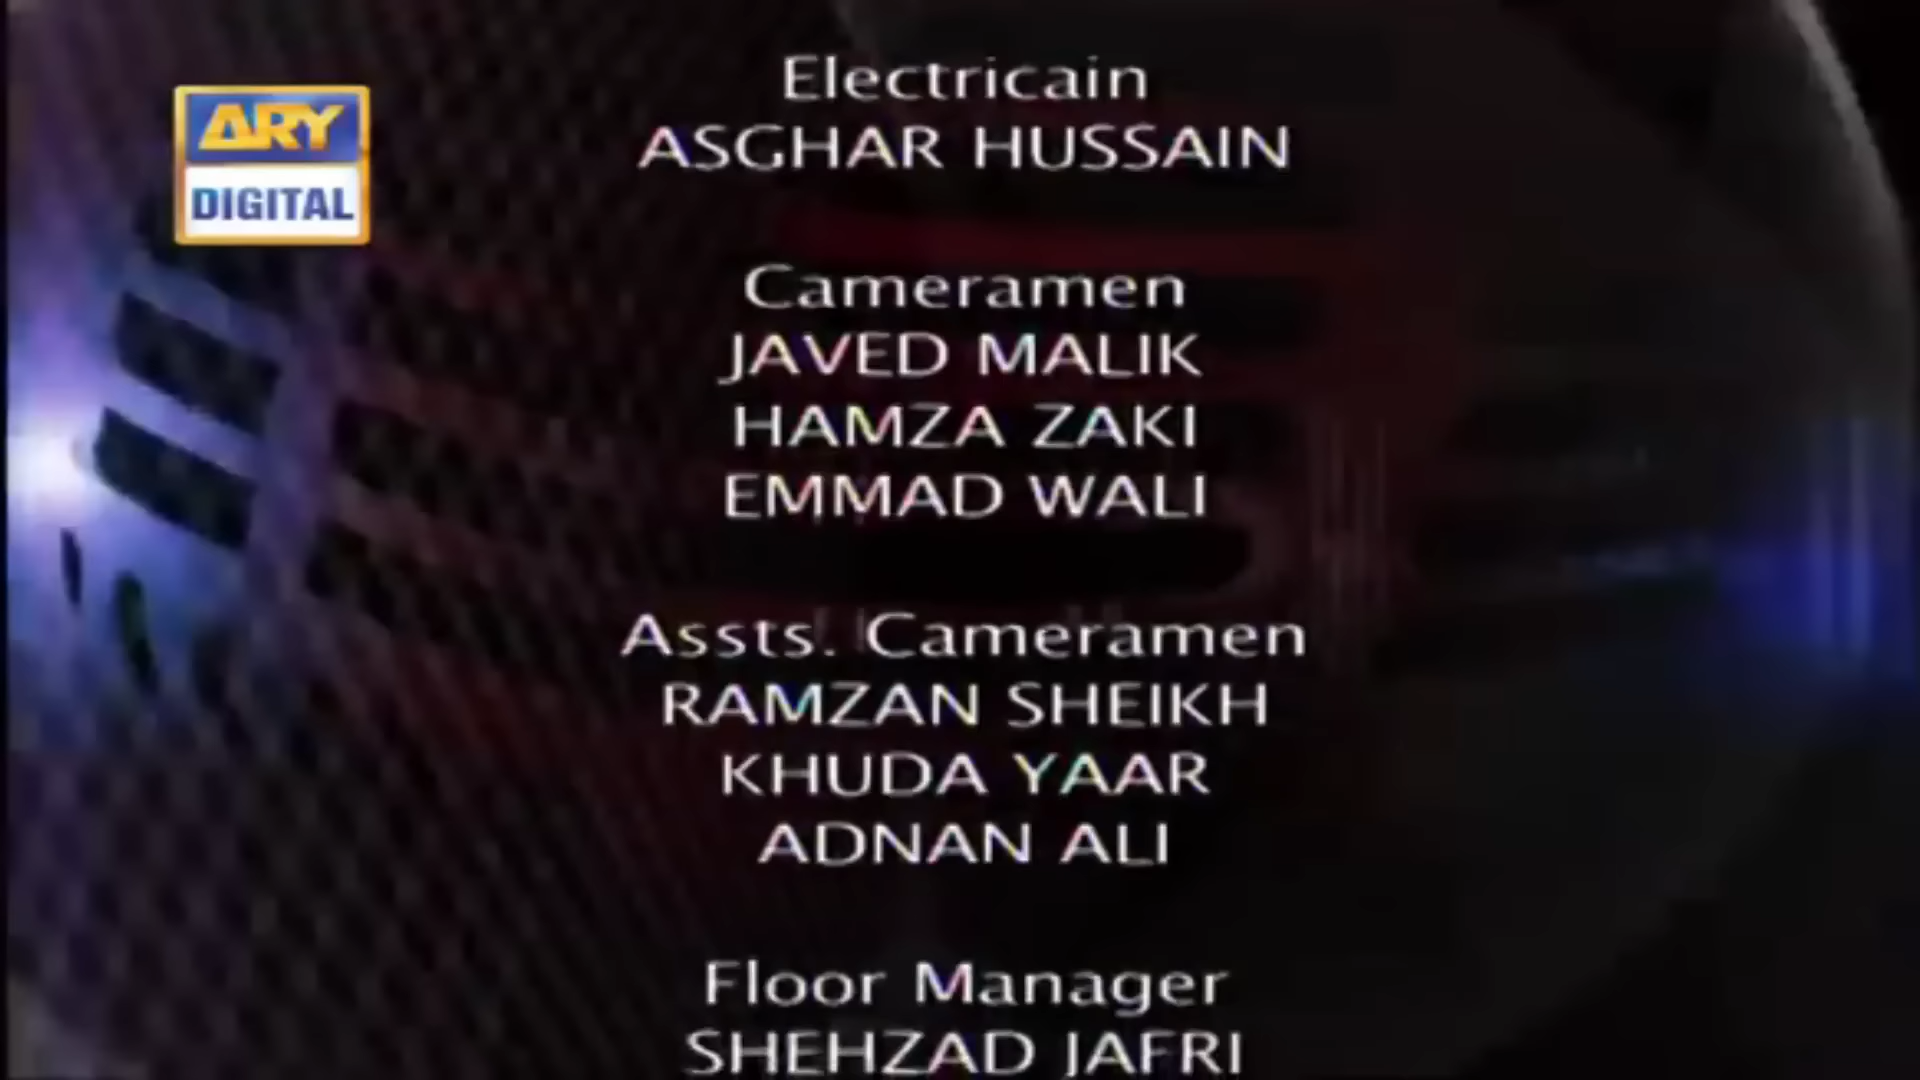 ARY
DIGITAL
Electricain
ASGHAR HUSSAIN
Cameramen
JAVED MALIK
HAMZA ZAKI
EMMAD WALI
Assts. Cameramen
RAMZAN SHEIKH
KHUDA YAAR
ADNAN ALI
Floor Manager
SHEHZAD JAFRI